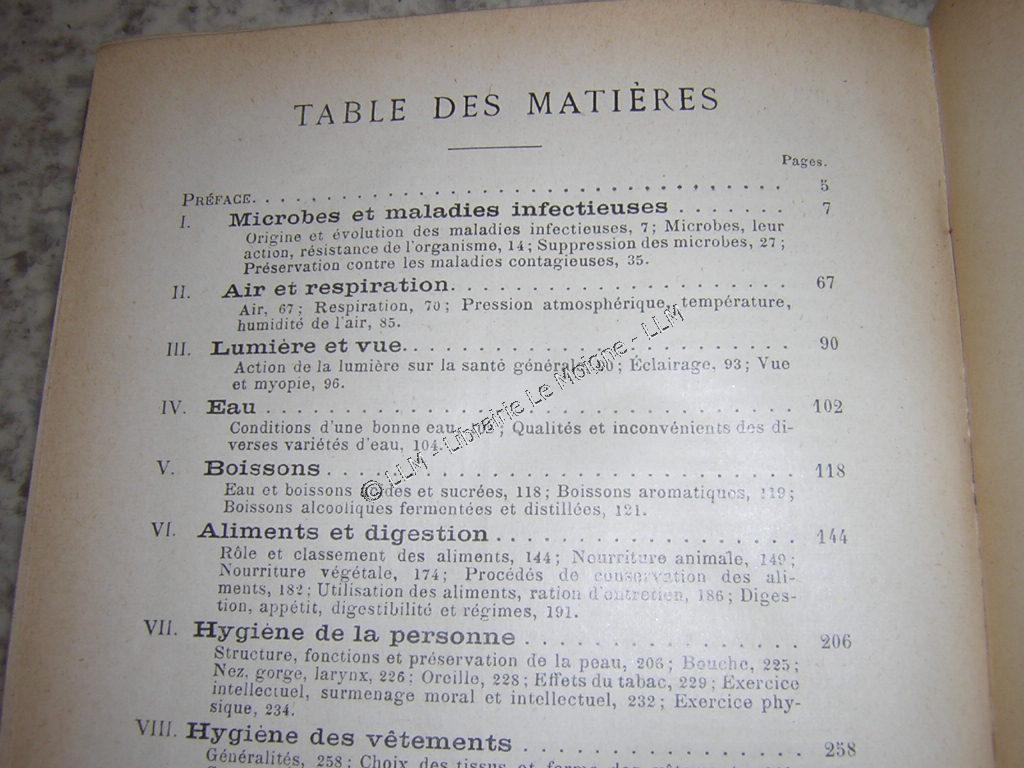 TABLE DES MATIÈRES
Pages.
PRÉFACE. . . . . . . . . . . . . . . . . . . . . . . . . . . . . . 5
I. Microbes et maladies infectieuses . . . . . . . 7
Origine et évolution des maladies infectieuses, 7; Microbes, leur
action, résistance de l'organisme, 14; Suppression des microbes, 27;
Préservation contre les maladies contagieuses, 35.
II. Air et respiration. . . . . . . . . . . . . . . . . . 67
Air, 67; Respiration, 70; Pression atmosphérique, température,
humidité de l'air, 85.
III. Lumière et vue. . . . . . . . . . . . . . . . . . . . 90
Action de la lumière sur la santé générale, 90; Éclairage, 93; Vue
et myopie, 96.
IV. Eau . . . . . . . . . . . . . . . . . . . . . . . . . . . 102
Conditions d'une bonne eau, ; Qualités et inconvénients des di-
verses variétés d'eau, 104.
V. Boissons . . . . . . . . . . . . . . . . . . . . . . . . 118
Eau et boissons acides et sucrées, 118; Boissons aromatiques, 119;
Boissons alcooliques fermentées et distillées, 121.
VI. Aliments et digestion . . . . . . . . . . . . . . . . 144
Rôle et classement des aliments, 144; Nourriture animale, 149;
Nourriture végétale, 174; Procédés de conservation des ali-
ments, 182; Utilisation des aliments, ration d'entretien, 186; Diges-
tion, appétit, digestibilité et régimes, 191.
VII. Hygiène de la personne . . . . . . . . . . . . . . 206
Structure, fonctions et préservation de la peau, 206; Bouche, 225;
Nez, gorge, larynx, 226; Oreille, 228; Effets du tabac, 229; Exercice
intellectuel, surmenage moral et intellectuel, 232; Exercice phy-
sique, 234.
VIII. Hygiène des vêtements . . . . . . . . . . . . . . 258
Généralités, 258; Choix des tissus et forme des
© LLM - Librairie Le Moigne - LLM